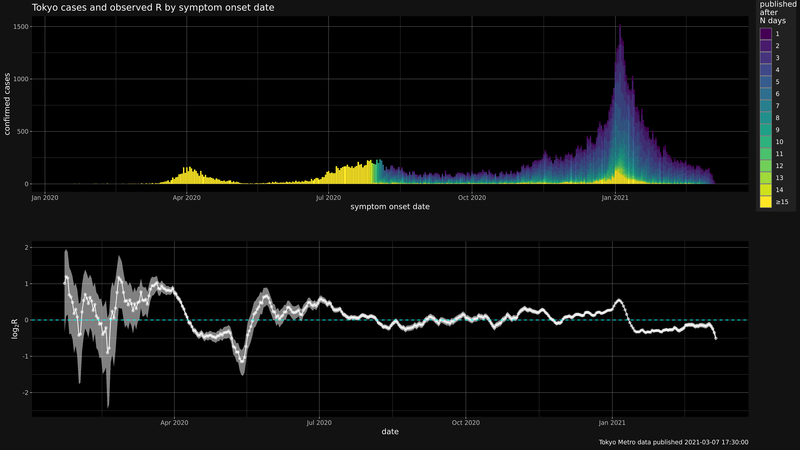 Tokyo cases and observed R by symptom onset date
published
after
N days
1
2
3
4
5
6
7
8
9
10
11
12
13
14
≥15
confirmed cases
1500
1000
500
0
Jan 2020
Apr 2020
Jul 2020
Oct 2020
Jan 2021
symptom onset date
log₂R
2
1
0
-1
-2
Apr 2020
Jul 2020
Oct 2020
Jan 2021
date
Tokyo Metro data published 2021-03-07 17:30:00